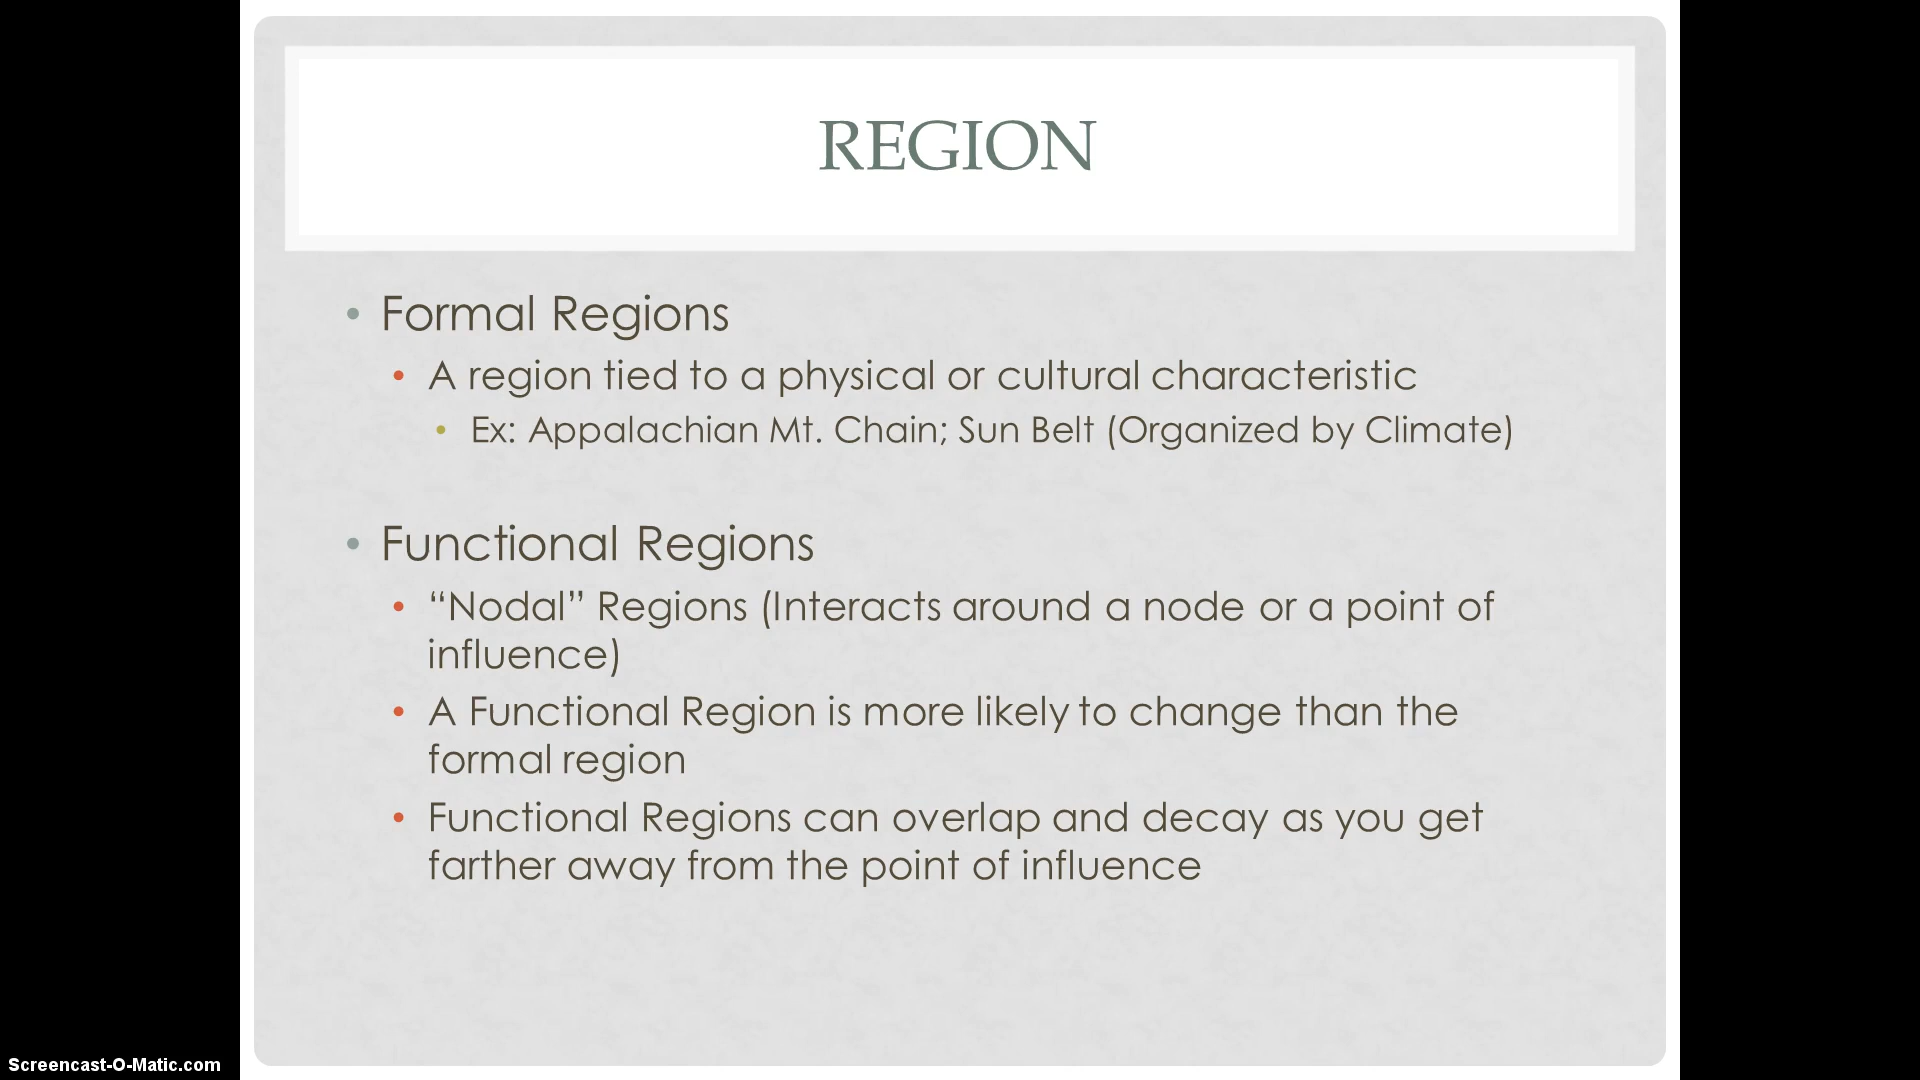 REGION
• Formal Regions
• A region tied to a physical or cultural characteristic
• Ex: Appalachian Mt. Chain; Sun Belt (Organized by Climate)
• Functional Regions
• “Nodal” Regions (Interacts around a node or a point of
influence)
• A Functional Region is more likely to change than the
formal region
• Functional Regions can overlap and decay as you get
farther away from the point of influence
Screencast-O-Matic.com